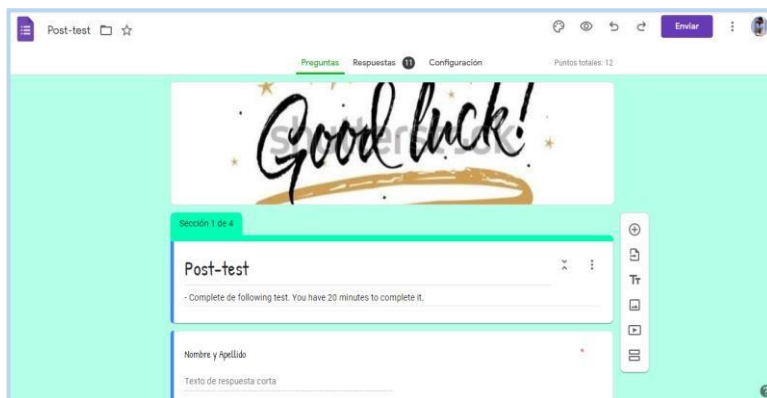 Post-test
Enviar
Preguntas Respuestas 11 Configuración Puntos totales: 12
Good luck!
shutterstock
Sección 1 de 4
Post-test
- Complete de following test. You have 20 minutes to complete it.
Nombre y Apellido *
Texto de respuesta corta